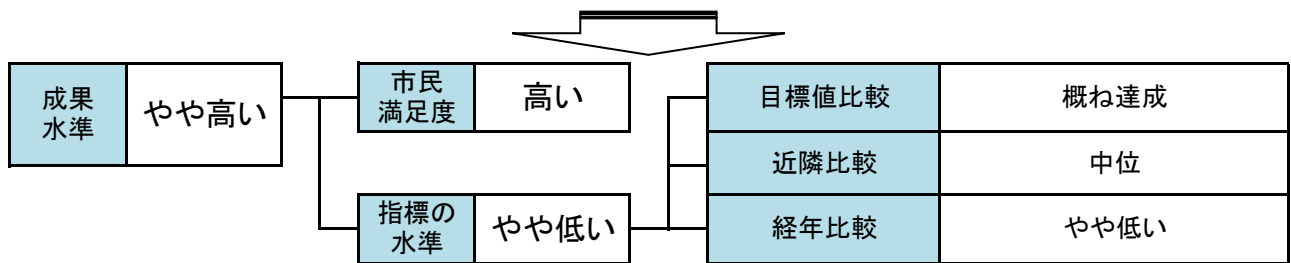 成果
水準
やや高い
市民
満足度
高い
指標の
水準
やや低い
目標値比較
概ね達成
近隣比較
中位
経年比較
やや低い